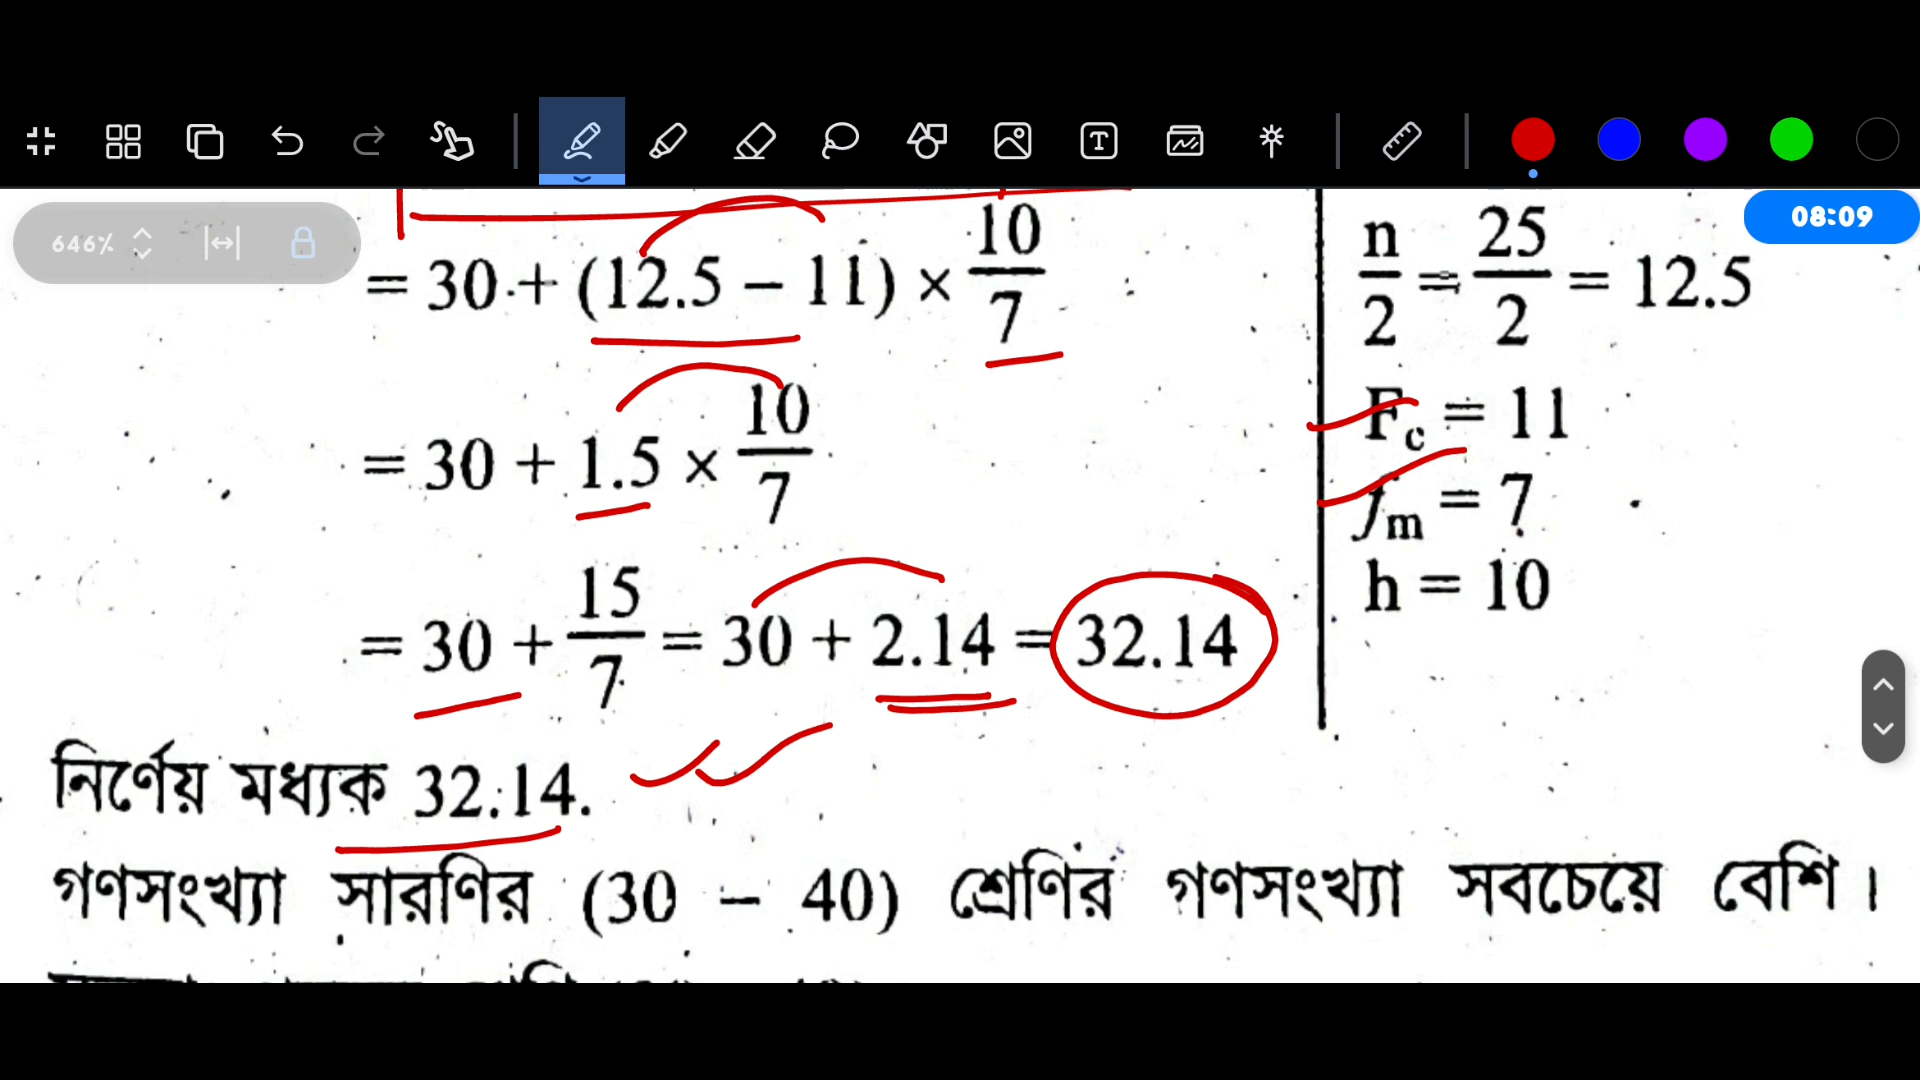 646%
08:09
= 30 + (12.5 – 11) × 10/7
= 30 + 1.5 × 10/7
= 30 + 15/7 = 30 + 2.14 = 32.14
n/2 = 25/2 = 12.5
Fc = 11
fm = 7
h = 10
নির্ণেয় মধ্যক 32.14.
গণসংখ্যা সারণির (30 – 40) শ্রেণির গণসংখ্যা সবচেয়ে বেশি।